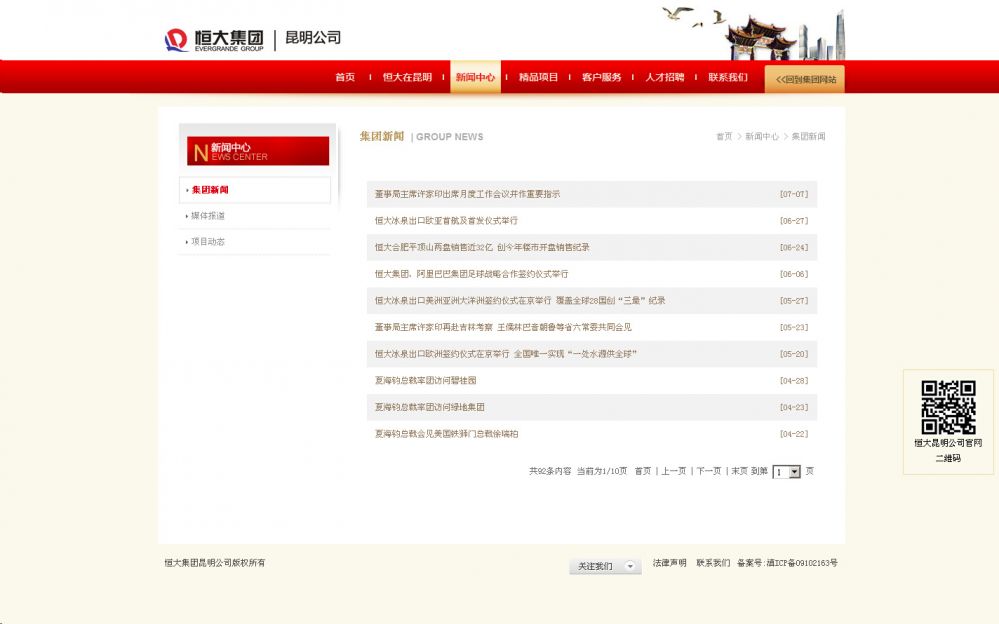 恒大集团 昆明公司
EVERGRANDE GROUP
首页 恒大在昆明 新闻中心 精品项目 客户服务 人才招聘 联系我们 <<回到集团网站
新闻中心
NEWS CENTER
集团新闻
媒体报道
项目动态
集团新闻 | GROUP NEWS
首页 > 新闻中心 > 集团新闻
董事局主席许家印出席月度工作会议并作重要指示 [07-07]
恒大冰泉出口欧亚首航及首发仪式举行 [06-27]
恒大合肥平顶山两盘销售近32亿 创今年楼市开盘销售纪录 [06-24]
恒大集团、阿里巴巴集团足球战略合作签约仪式举行 [06-06]
恒大冰泉出口美洲亚洲大洋洲签约仪式在京举行 覆盖全球28国创“三最”纪录 [05-27]
董事局主席许家印再赴吉林考察 王儒林巴音朝鲁等省六常委共同会见 [05-23]
恒大冰泉出口欧洲签约仪式在京举行 全国唯一实现“一处水源供全球” [05-20]
夏海钧总裁率团访问碧桂园 [04-28]
夏海钧总裁率团访问绿地集团 [04-23]
夏海钧总裁会见美国铁狮门总裁徐瑞柏 [04-22]
共92条内容 当前为1/10页 首页 | 上一页 | 下一页 | 末页 到第 1 页
恒大昆明公司官网
二维码
恒大集团昆明公司版权所有
关注我们
法律声明 联系我们 备案号:滇ICP备09102163号